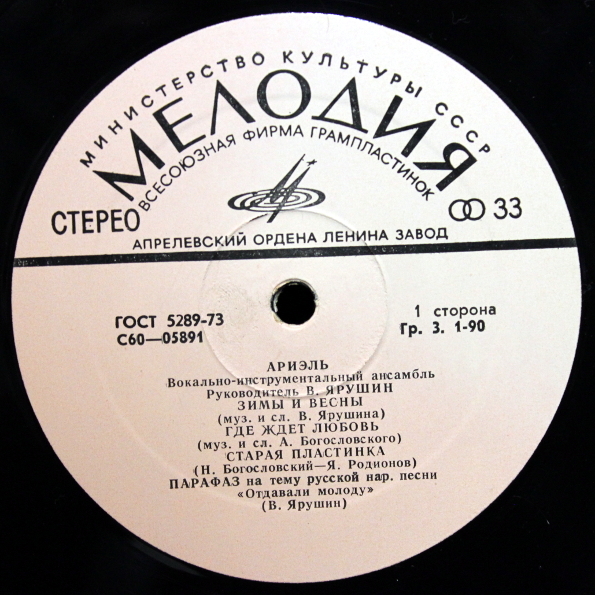 МИНИСТЕРСТВО КУЛЬТУРЫ СССР
МЕЛОДИЯ
ВСЕСОЮЗНАЯ ФИРМА ГРАМПЛАСТИНОК
СТЕРЕО
33
АПРЕЛЕВСКИЙ ОРДЕНА ЛЕНИНА ЗАВОД
ГОСТ 5289-73
С60—05891
1 сторона
Гр. 3. 1-90
АРИЭЛЬ
Вокально-инструментальный ансамбль
Руководитель В. ЯРУШИН
ЗИМЫ И ВЕСНЫ
(муз. и сл. В. Ярушина)
ГДЕ ЖДЕТ ЛЮБОВЬ
(муз. и сл. А. Богословского)
СТАРАЯ ПЛАСТИНКА
(Н. Богословский—Я. Родионов)
ПАРАФАЗ на тему русской нар. песни
«Отдавали молоду»
(В. Ярушин)